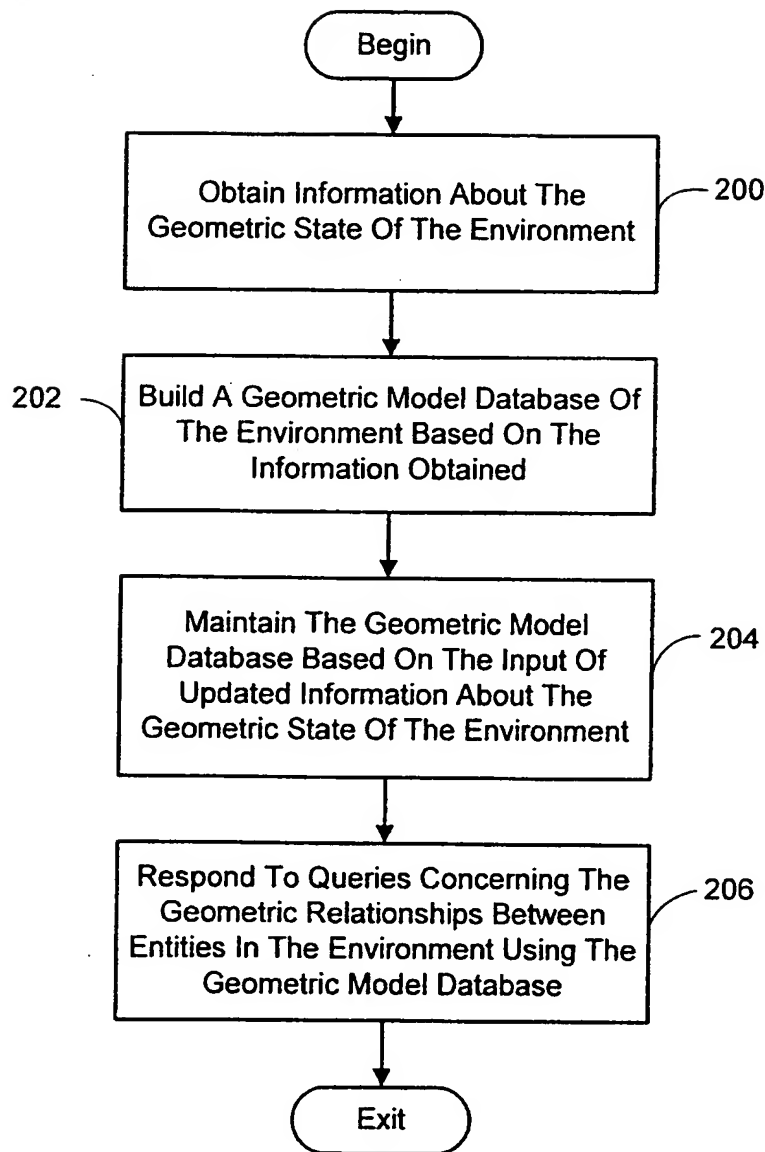 Begin
Obtain Information About The
Geometric State Of The Environment
200
202
Build A Geometric Model Database Of
The Environment Based On The
Information Obtained
Maintain The Geometric Model
Database Based On The Input Of
Updated Information About The
Geometric State Of The Environment
204
Respond To Queries Concerning The
Geometric Relationships Between
Entities In The Environment Using The
Geometric Model Database
206
Exit